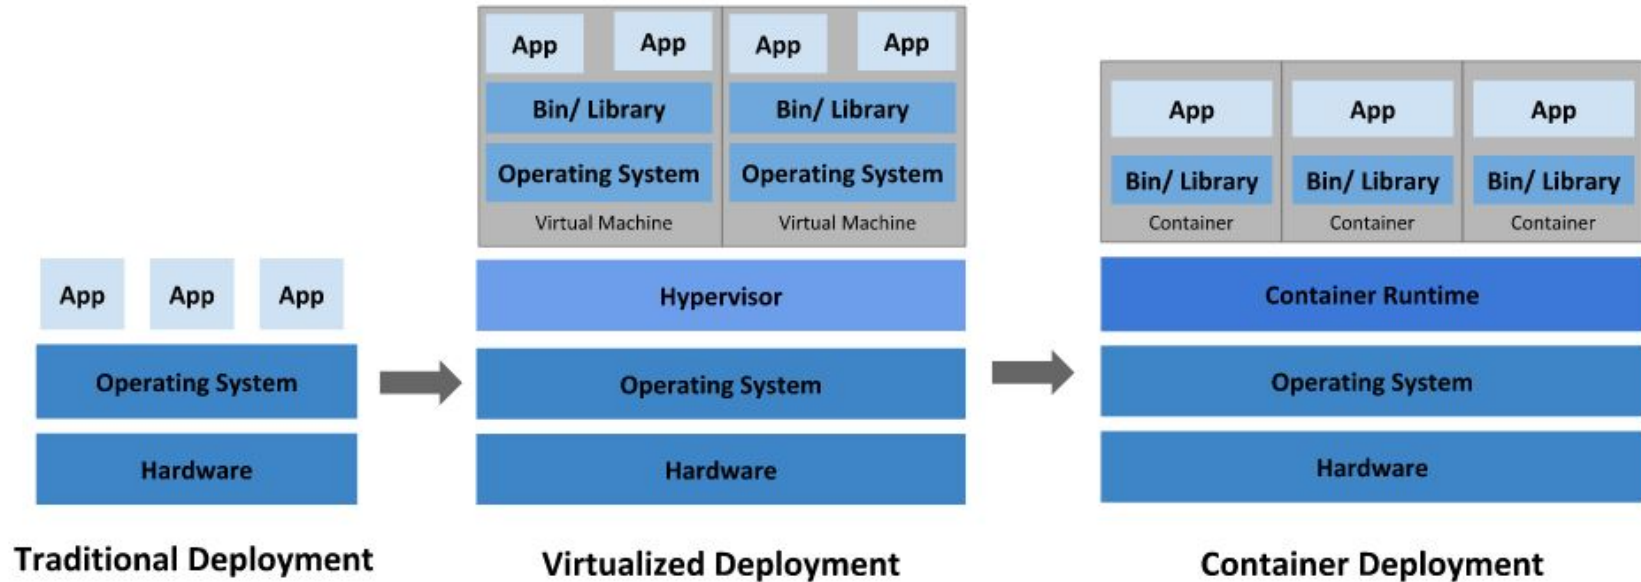 App App App
Operating System
Hardware
Traditional Deployment
App App App App
Bin/ Library Bin/ Library
Operating System Operating System
Virtual Machine Virtual Machine
Hypervisor
Operating System
Hardware
Virtualized Deployment
App App App
Bin/ Library Bin/ Library Bin/ Library
Container Container Container
Container Runtime
Operating System
Hardware
Container Deployment